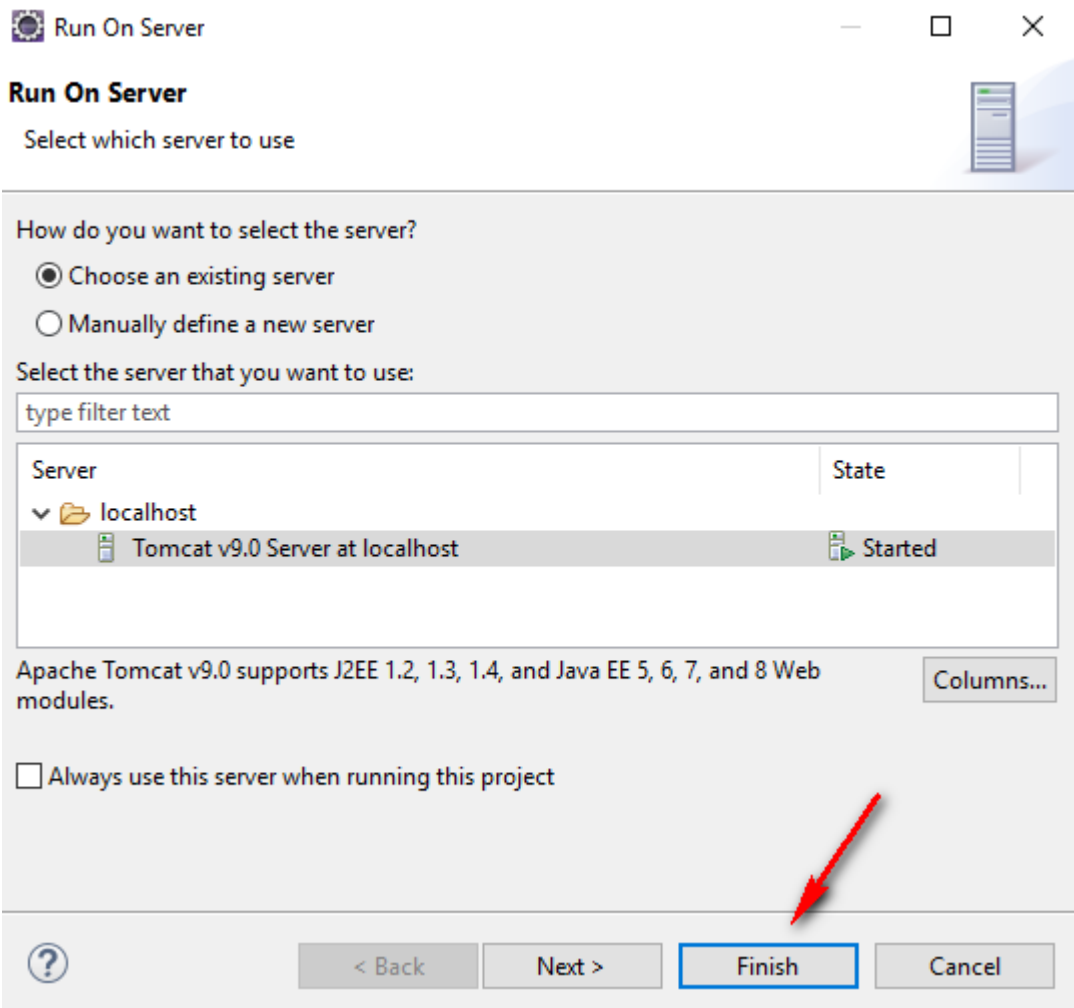 Run On Server
Run On Server
Select which server to use
How do you want to select the server?
Choose an existing server
Manually define a new server
Select the server that you want to use:
type filter text
Server State
localhost
Tomcat v9.0 Server at localhost Started
Apache Tomcat v9.0 supports J2EE 1.2, 1.3, 1.4, and Java EE 5, 6, 7, and 8 Web
modules.
Columns...
Always use this server when running this project
? < Back Next > Finish Cancel